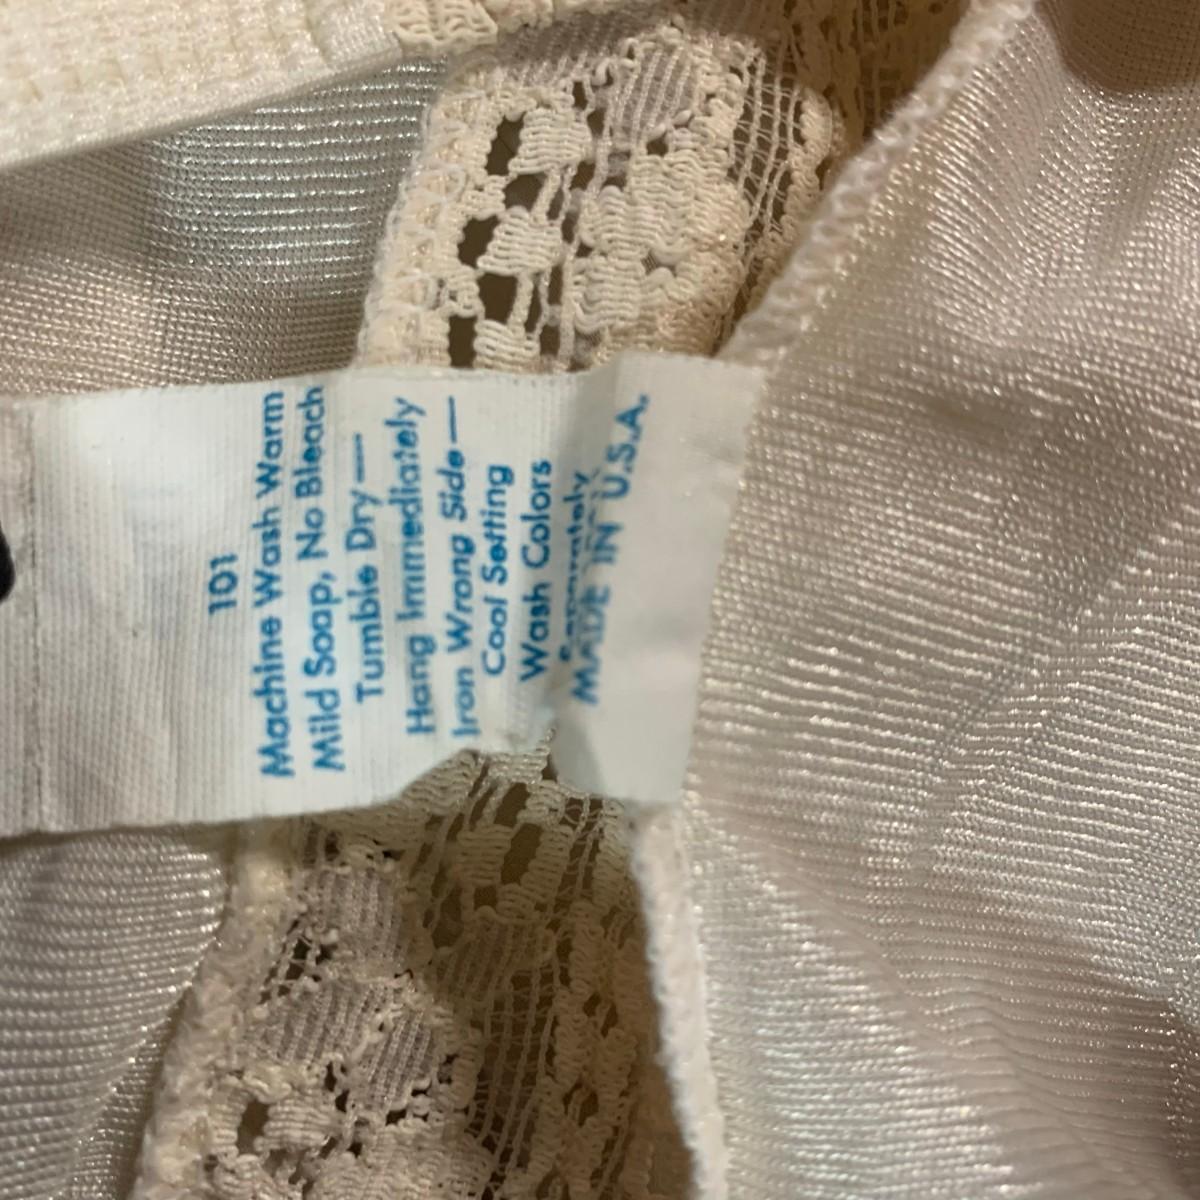 101
Machine Wash Warm
Mild Soap, No Bleach
Tumble Dry—
Hang Immediately
Iron Wrong Side—
Cool Setting
Wash Colors
Separately
MADE IN U.S.A.